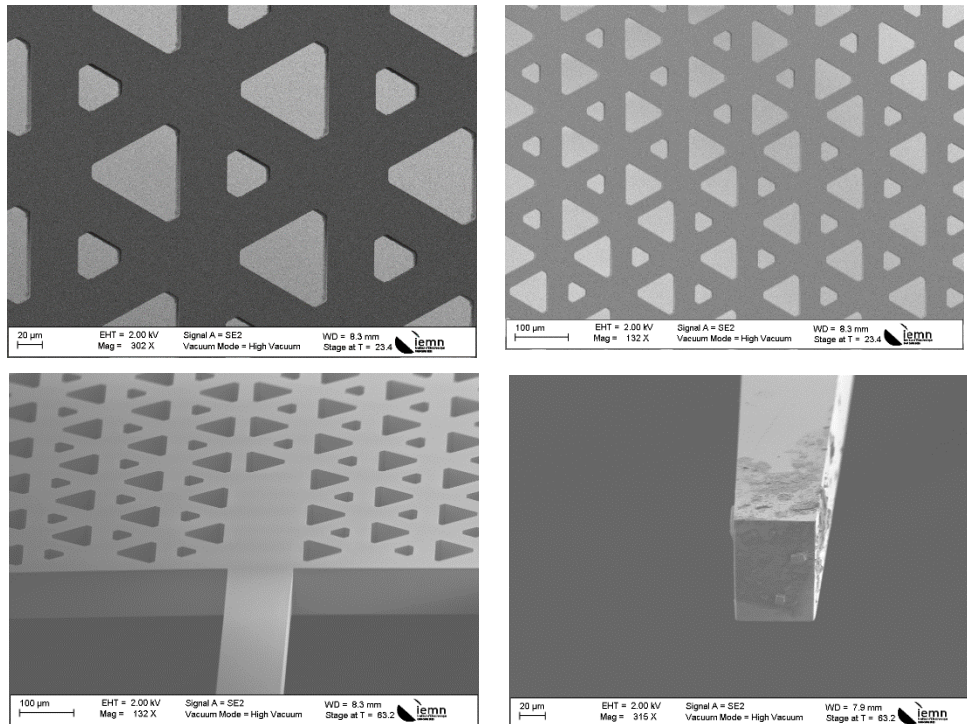 20 µm
EHT = 2.00 kV Signal A = SE2 WD = 8.3 mm
Mag = 302 X Vacuum Mode = High Vacuum Stage at T = 23.4
iemn
100 µm
EHT = 2.00 kV Signal A = SE2 WD = 8.3 mm
Mag = 132 X Vacuum Mode = High Vacuum Stage at T = 23.4
iemn
100 µm
EHT = 2.00 kV Signal A = SE2 WD = 8.3 mm
Mag = 132 X Vacuum Mode = High Vacuum Stage at T = 63.2
iemn
20 µm
EHT = 2.00 kV Signal A = SE2 WD = 7.9 mm
Mag = 315 X Vacuum Mode = High Vacuum Stage at T = 63.2
iemn